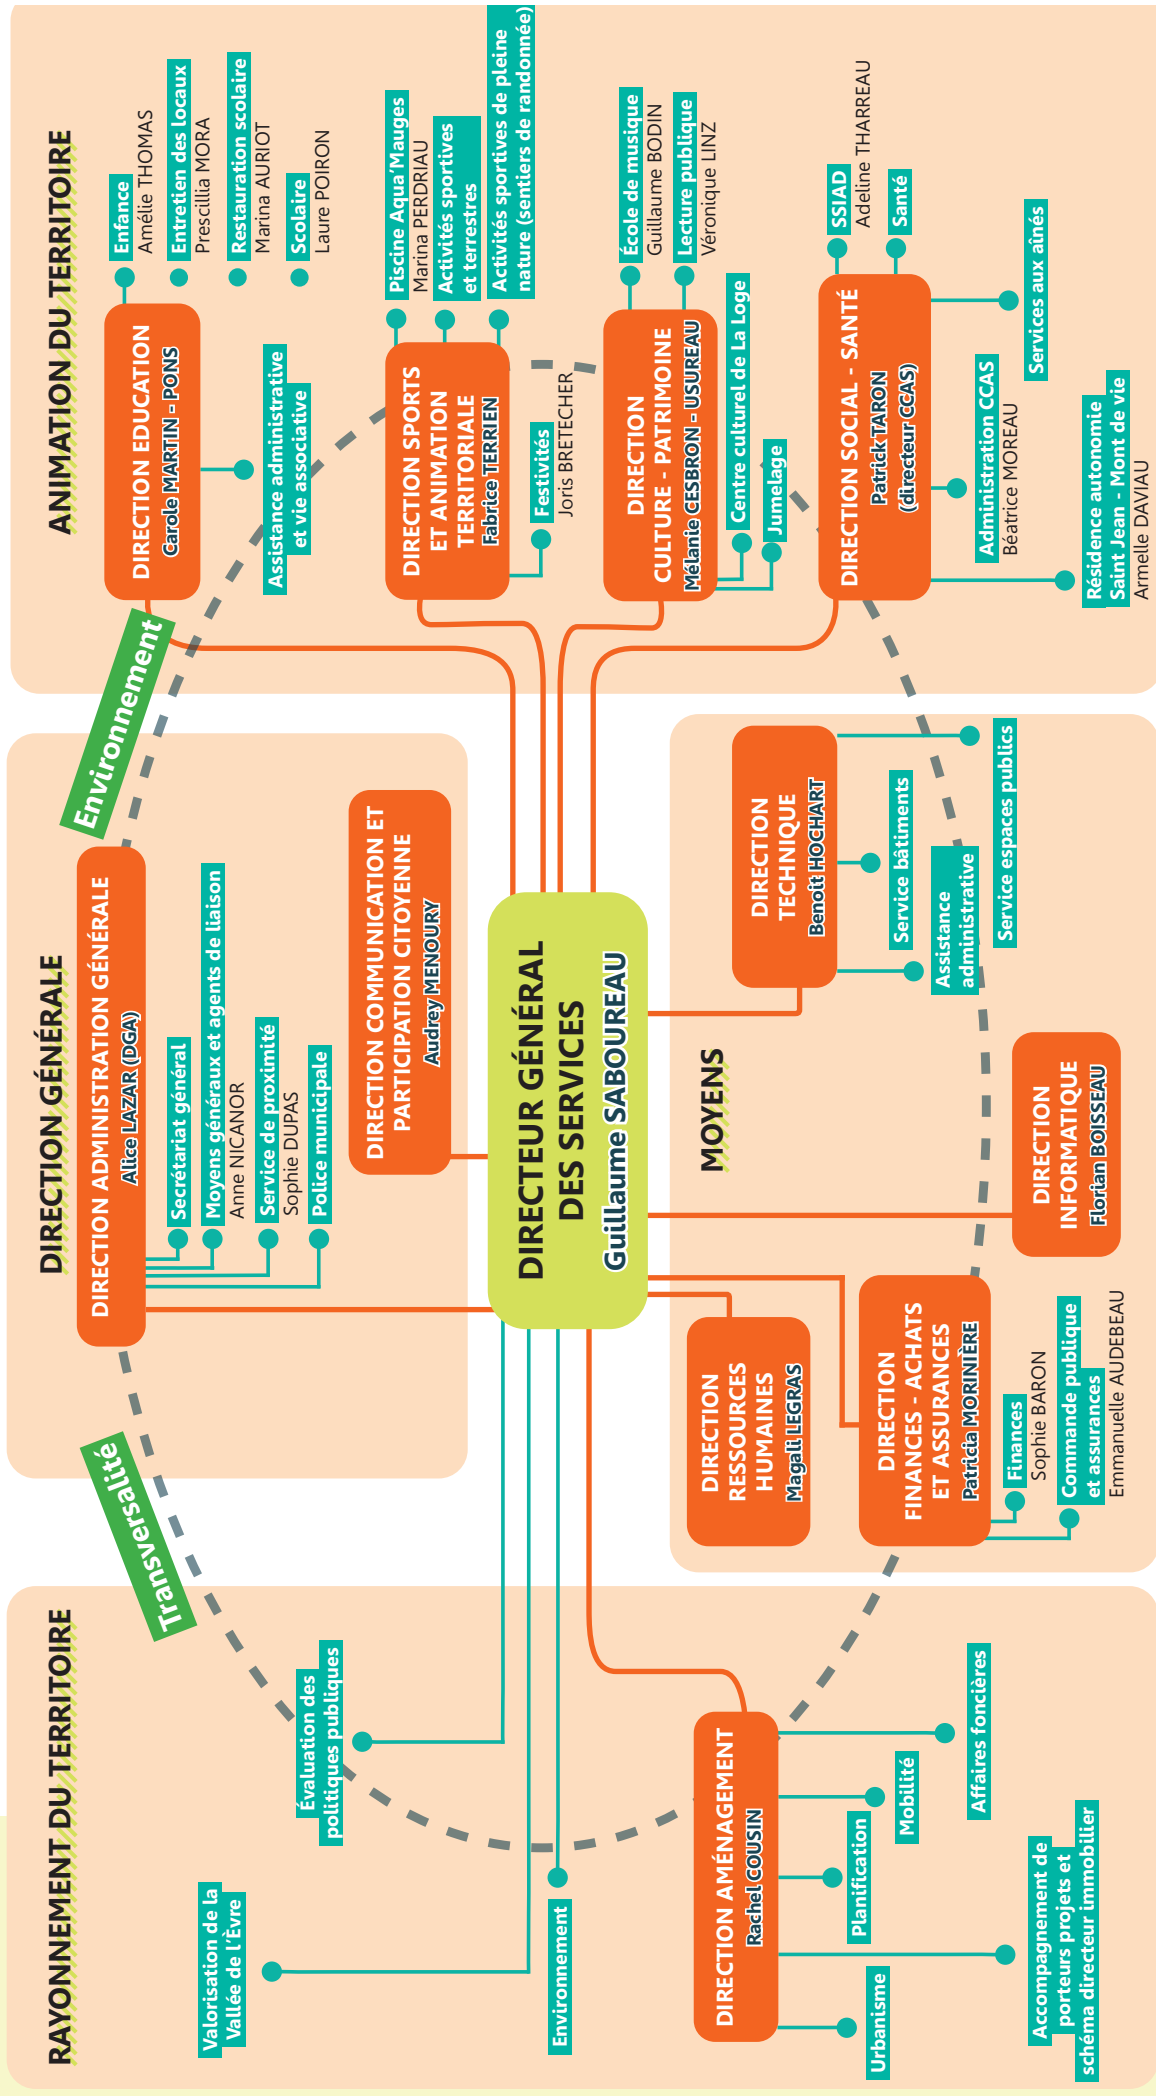 RAYONNEMENT DU TERRITOIRE
Valorisation de la
Vallée de l'Èvre
Évaluation des
politiques publiques
Environnement
DIRECTION AMÉNAGEMENT
Rachel COUSIN
Urbanisme
Planification
Mobilité
Affaires foncières
Accompagnement de
porteurs projets et
schéma directeur immobilier
Transversalité
DIRECTION GÉNÉRALE
DIRECTION ADMINISTRATION GÉNÉRALE
Alice LAZAR (DGA)
Secrétariat général
Moyens généraux et agents de liaison
Anne NICANOR
Service de proximité
Sophie DUPAS
Police municipale
DIRECTION COMMUNICATION ET
PARTICIPATION CITOYENNE
Audrey MENOURY
DIRECTEUR GÉNÉRAL
DES SERVICES
Guillaume SABOUREAU
MOYENS
DIRECTION
RESSOURCES
HUMAINES
Magali LEGRAS
DIRECTION
FINANCES - ACHATS
ET ASSURANCES
Patricia MORINIÈRE
Finances
Sophie BARON
Commande publique
et assurances
Emmanuelle AUDEBEAU
DIRECTION
INFORMATIQUE
Florian BOISSEAU
DIRECTION
TECHNIQUE
Benoit HOCHART
Service bâtiments
Assistance
administrative
Service espaces publics
Environnement
ANIMATION DU TERRITOIRE
DIRECTION EDUCATION
Carole MARTIN - PONS
Enfance
Amélie THOMAS
Entretien des locaux
Prescillia MORA
Restauration scolaire
Marina AURIOT
Scolaire
Laure POIRON
Assistance administrative
et vie associative
DIRECTION SPORTS
ET ANIMATION
TERRITORIALE
Fabrice TERRIEN
Piscine Aqua'Mauges
Marina PERDRIAU
Activités sportives
et terrestres
Activités sportives de pleine
nature (sentiers de randonnée)
Festivités
Joris BRETECHER
DIRECTION
CULTURE - PATRIMOINE
Mélanie CESBRON - USUREAU
École de musique
Guillaume BODIN
Lecture publique
Véronique LINZ
Centre culturel de La Loge
Jumelage
DIRECTION SOCIAL - SANTÉ
Patrick TARON
(directeur CCAS)
SSIAD
Adeline THARREAU
Santé
Services aux aînés
Administration CCAS
Béatrice MOREAU
Résidence autonomie
Saint Jean - Mont de vie
Armelle DAVIAU